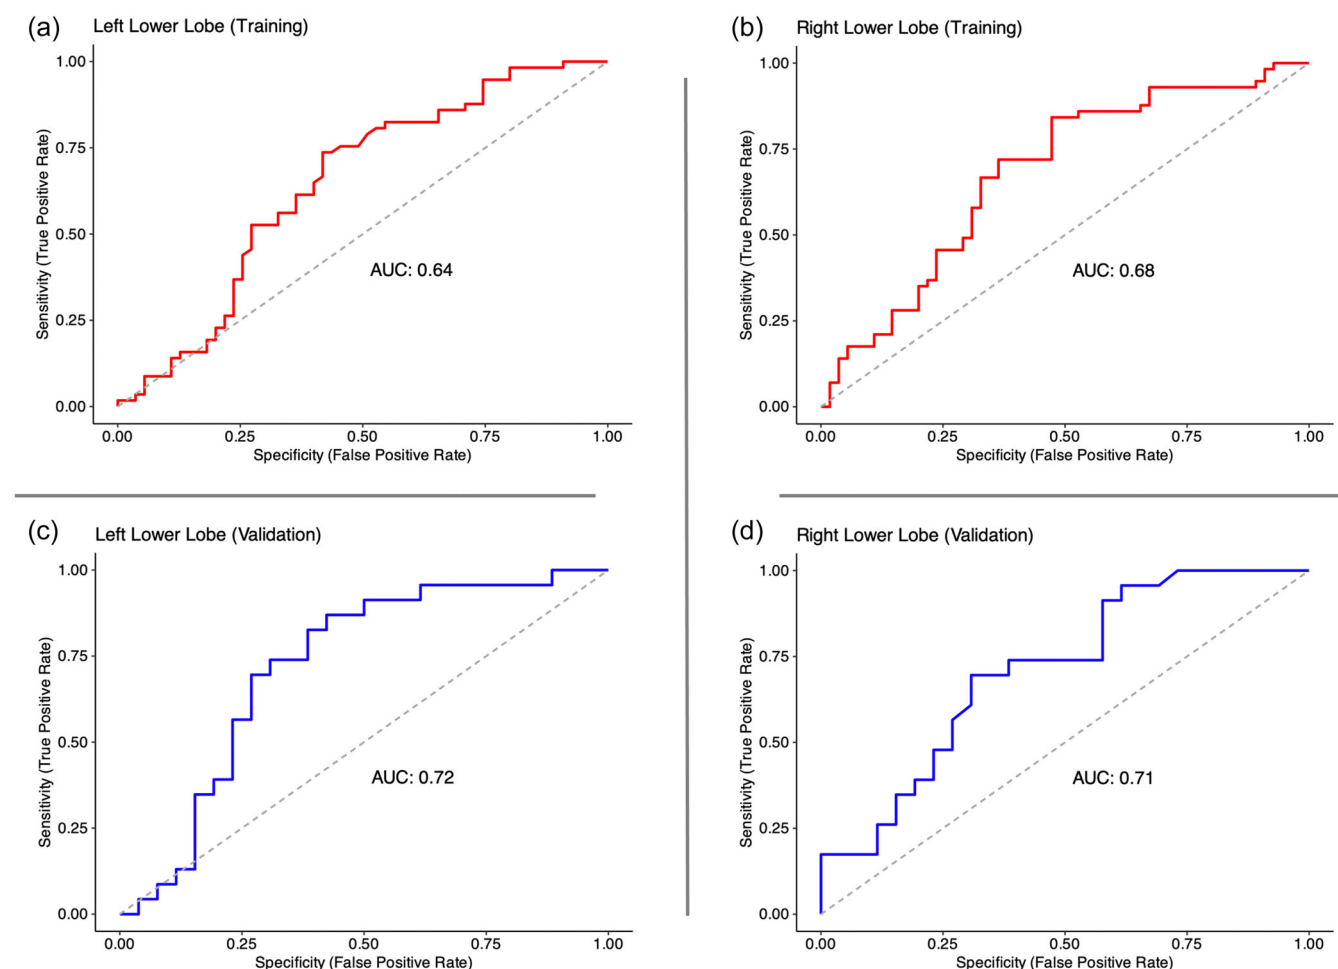 (a)
Left Lower Lobe (Training)
1.00
0.75
0.50
0.25
0.00
Sensitivity (True Positive Rate)
AUC: 0.64
0.00 0.25 0.50 0.75 1.00
Specificity (False Positive Rate)
(b)
Right Lower Lobe (Training)
1.00
0.75
0.50
0.25
0.00
Sensitivity (True Positive Rate)
AUC: 0.68
0.00 0.25 0.50 0.75 1.00
Specificity (False Positive Rate)
(c)
Left Lower Lobe (Validation)
1.00
0.75
0.50
0.25
0.00
Sensitivity (True Positive Rate)
AUC: 0.72
0.00 0.25 0.50 0.75 1.00
Specificity (False Positive Rate)
(d)
Right Lower Lobe (Validation)
1.00
0.75
0.50
0.25
0.00
Sensitivity (True Positive Rate)
AUC: 0.71
0.00 0.25 0.50 0.75 1.00
Specificity (False Positive Rate)